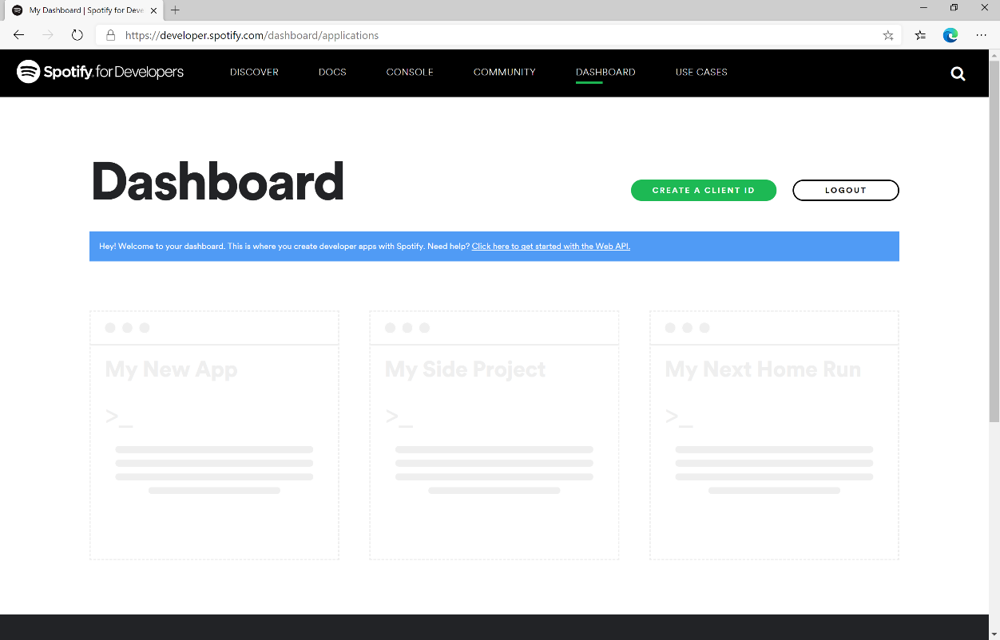 My Dashboard | Spotify for Deve
https://developer.spotify.com/dashboard/applications
Spotify for Developers DISCOVER DOCS CONSOLE COMMUNITY DASHBOARD USE CASES
Dashboard
CREATE A CLIENT ID LOGOUT
Hey! Welcome to your dashboard. This is where you create developer apps with Spotify. Need help? Click here to get started with the Web API.
My New App My Side Project My Next Home Run
>_ >_ >_